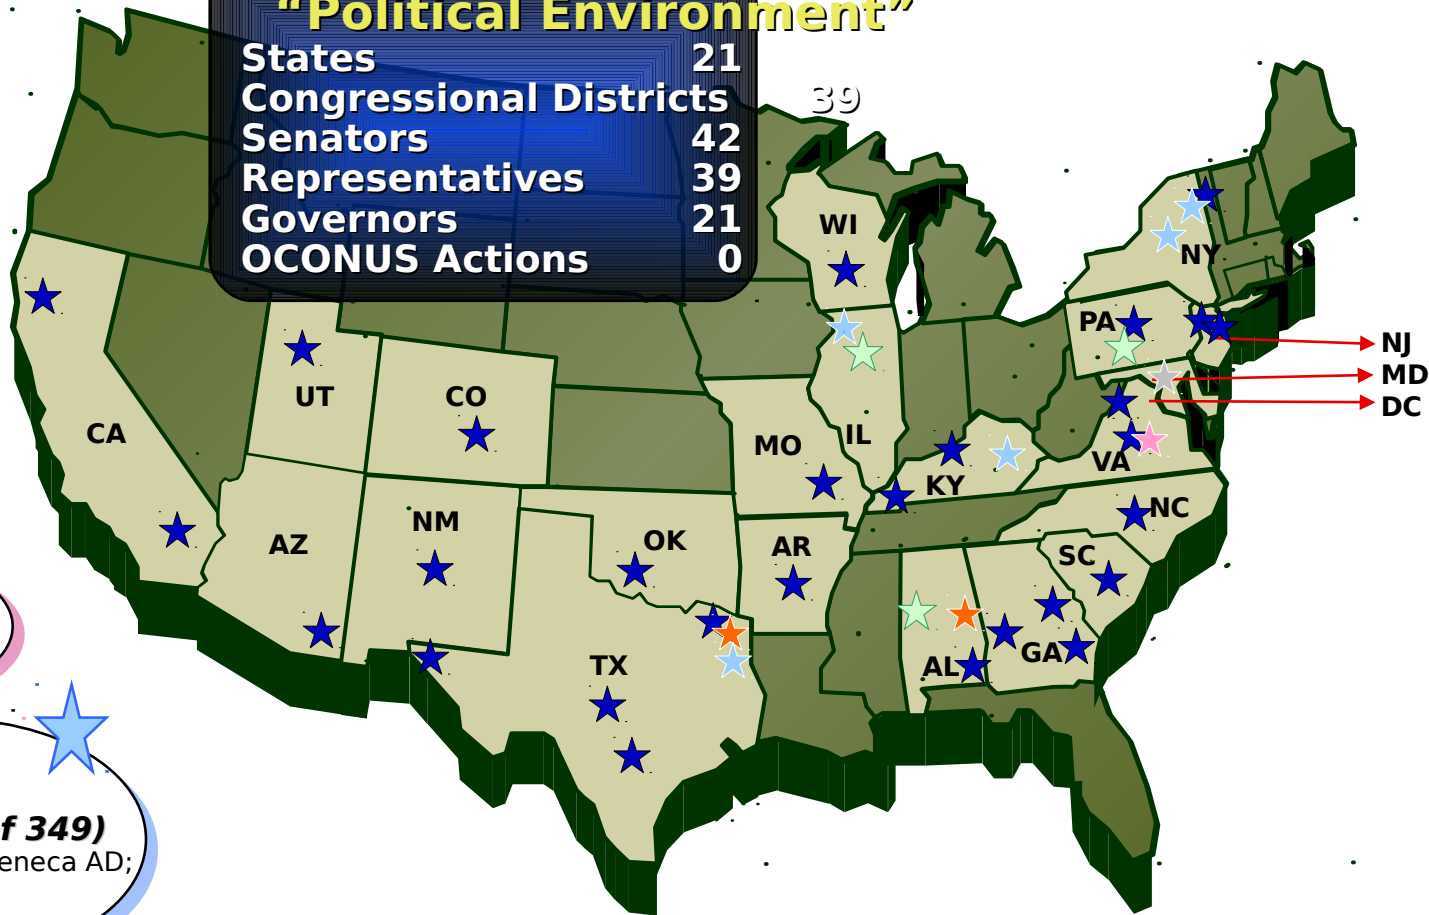 “Political Environment”
States 21
Congressional Districts 39
Senators 42
Representatives 39
Governors 21
OCONUS Actions 0
WI
NY
PA
NJ
MD
DC
UT
CO
CA
MO
IL
KY
VA
NM
AZ
OK
AR
NC
SC
TX
AL
GA
f 349)
eneca AD;